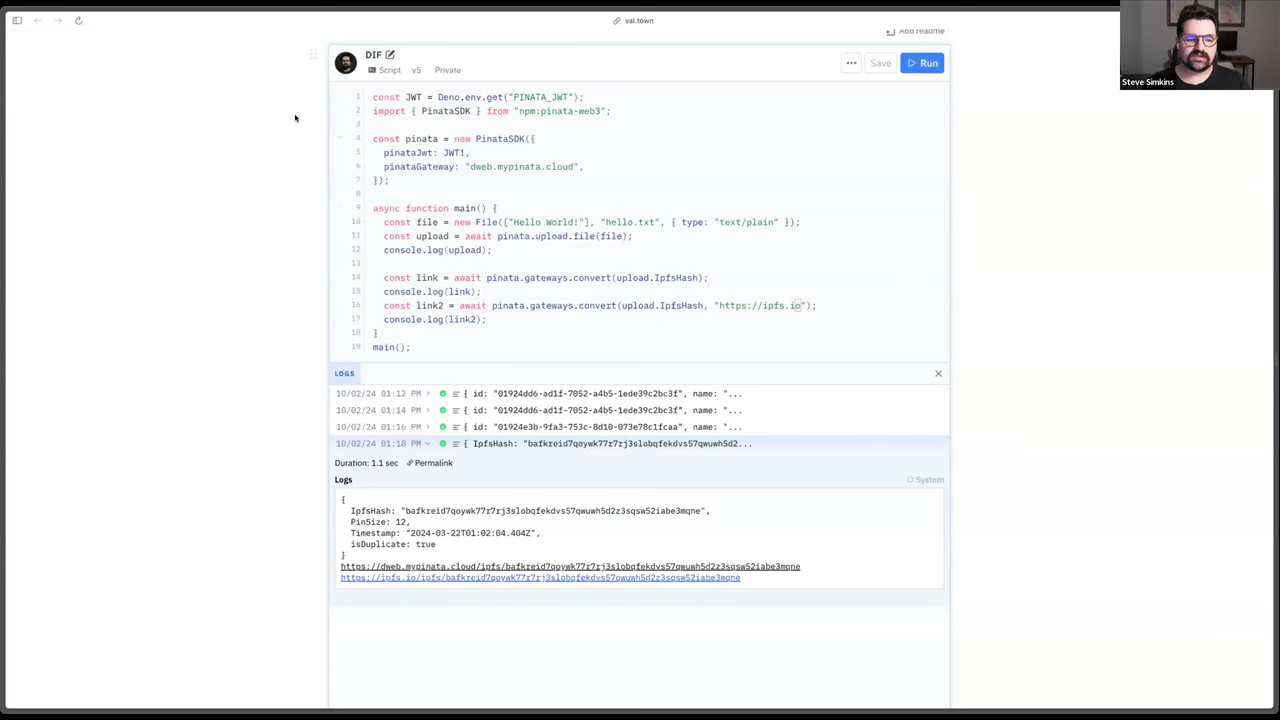 val.town
Add readme
Steve Simkins
DIF
Script v5 Private
Save
Run
1 const JWT = Deno.env.get("PINATA_JWT");
2 import { PinataSDK } from "npm:pinata-web3";
3
4 const pinata = new PinataSDK({
5 pinataJwt: JWT!,
6 pinataGateway: "dweb.mypinata.cloud",
7 });
8
9 async function main() {
10 const file = new File(["Hello World!"], "hello.txt", { type: "text/plain" });
11 const upload = await pinata.upload.file(file);
12 console.log(upload);
13
14 const link = await pinata.gateways.convert(upload.IpfsHash);
15 console.log(link);
16 const link2 = await pinata.gateways.convert(upload.IpfsHash, "https://ipfs.io");
17 console.log(link2);
18 }
19 main();
LOGS
10/02/24 01:12 PM { id: "01924dd6-ad1f-7052-a4b5-1ede39c2bc3f", name: "...
10/02/24 01:14 PM { id: "01924dd6-ad1f-7052-a4b5-1ede39c2bc3f", name: "...
10/02/24 01:16 PM { id: "01924e3b-9fa3-753c-8d10-073e78c1fcaa", name: "...
10/02/24 01:18 PM { IpfsHash: "bafkreid7qoywk77r7rj3slobqfekdvs57qwuwh5d2...
Duration: 1.1 sec Permalink
Logs
System
{
IpfsHash: "bafkreid7qoywk77r7rj3slobqfekdvs57qwuwh5d2z3sqsw52iabe3mqne",
PinSize: 12,
Timestamp: "2024-03-22T01:02:04.404Z",
isDuplicate: true
}
https://dweb.mypinata.cloud/ipfs/bafkreid7qoywk77r7rj3slobqfekdvs57qwuwh5d2z3sqsw52iabe3mqne
https://ipfs.io/ipfs/bafkreid7qoywk77r7rj3slobqfekdvs57qwuwh5d2z3sqsw52iabe3mqne